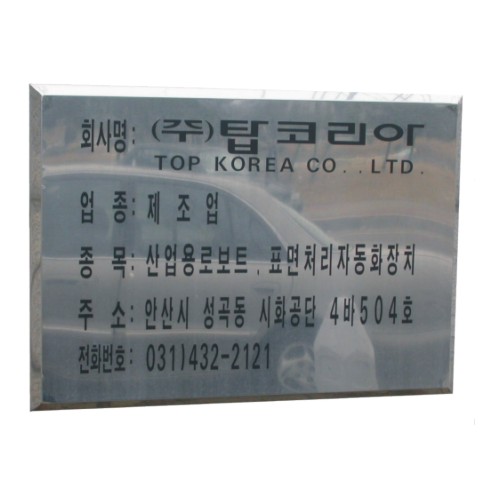 회사명: (주)탑코리아
TOP KOREA CO., LTD.
업 종: 제조업
종 목: 산업용로보트, 표면처리자동화장치
주 소: 안산시 성곡동 시화공단 4바504호
전화번호: 031)432-2121